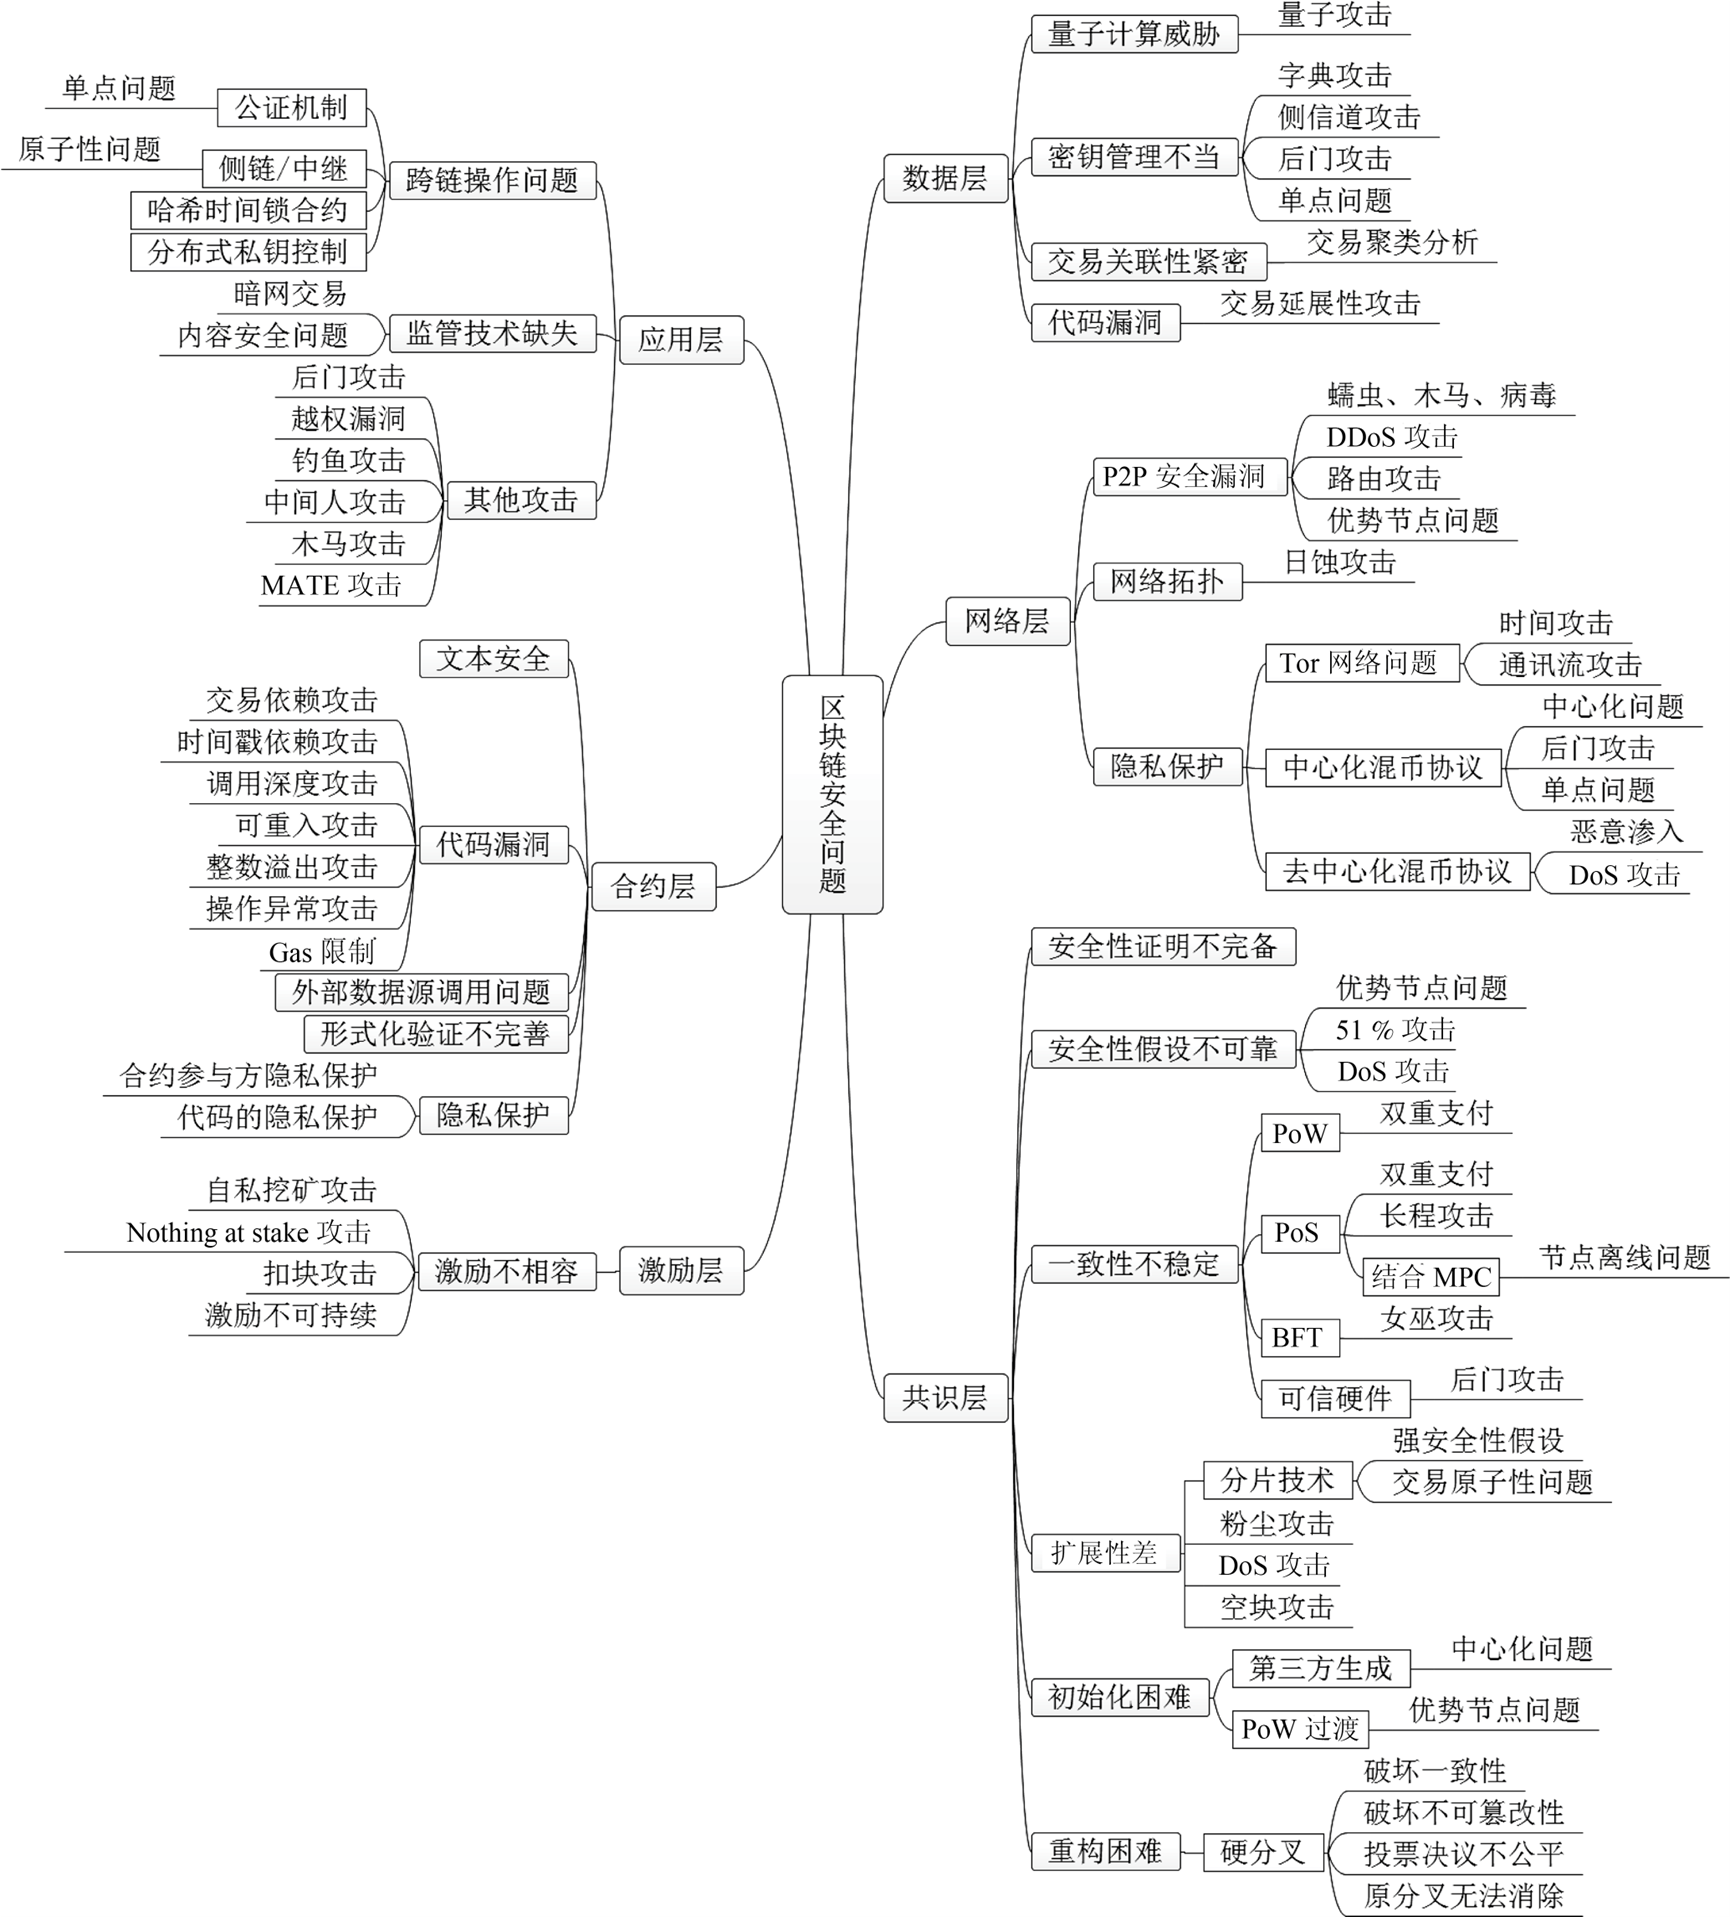 区块链安全问题
数据层
量子计算威胁
量子攻击
密钥管理不当
字典攻击
侧信道攻击
后门攻击
单点问题
交易关联性紧密
交易聚类分析
代码漏洞
交易延展性攻击
网络层
P2P 安全漏洞
蠕虫、木马、病毒
DDoS 攻击
路由攻击
优势节点问题
网络拓扑
日蚀攻击
隐私保护
Tor 网络问题
时间攻击
通讯流攻击
中心化混币协议
中心化问题
后门攻击
单点问题
去中心化混币协议
恶意渗入
DoS 攻击
共识层
安全性证明不完备
安全性假设不可靠
优势节点问题
51 % 攻击
DoS 攻击
一致性不稳定
PoW
双重支付
PoS
双重支付
长程攻击
结合 MPC
节点离线问题
BFT
女巫攻击
可信硬件
后门攻击
扩展性差
分片技术
强安全性假设
交易原子性问题
粉尘攻击
DoS 攻击
空块攻击
初始化困难
第三方生成
中心化问题
PoW 过渡
优势节点问题
重构困难
硬分叉
破坏一致性
破坏不可篡改性
投票决议不公平
原分叉无法消除
应用层
跨链操作问题
公证机制
单点问题
侧链/中继
原子性问题
哈希时间锁合约
分布式私钥控制
监管技术缺失
暗网交易
内容安全问题
其他攻击
后门攻击
越权漏洞
钓鱼攻击
中间人攻击
木马攻击
MATE 攻击
合约层
文本安全
代码漏洞
交易依赖攻击
时间戳依赖攻击
调用深度攻击
可重入攻击
整数溢出攻击
操作异常攻击
Gas 限制
外部数据源调用问题
形式化验证不完善
隐私保护
合约参与方隐私保护
代码的隐私保护
激励层
激励不相容
自私挖矿攻击
Nothing at stake 攻击
扣块攻击
激励不可持续